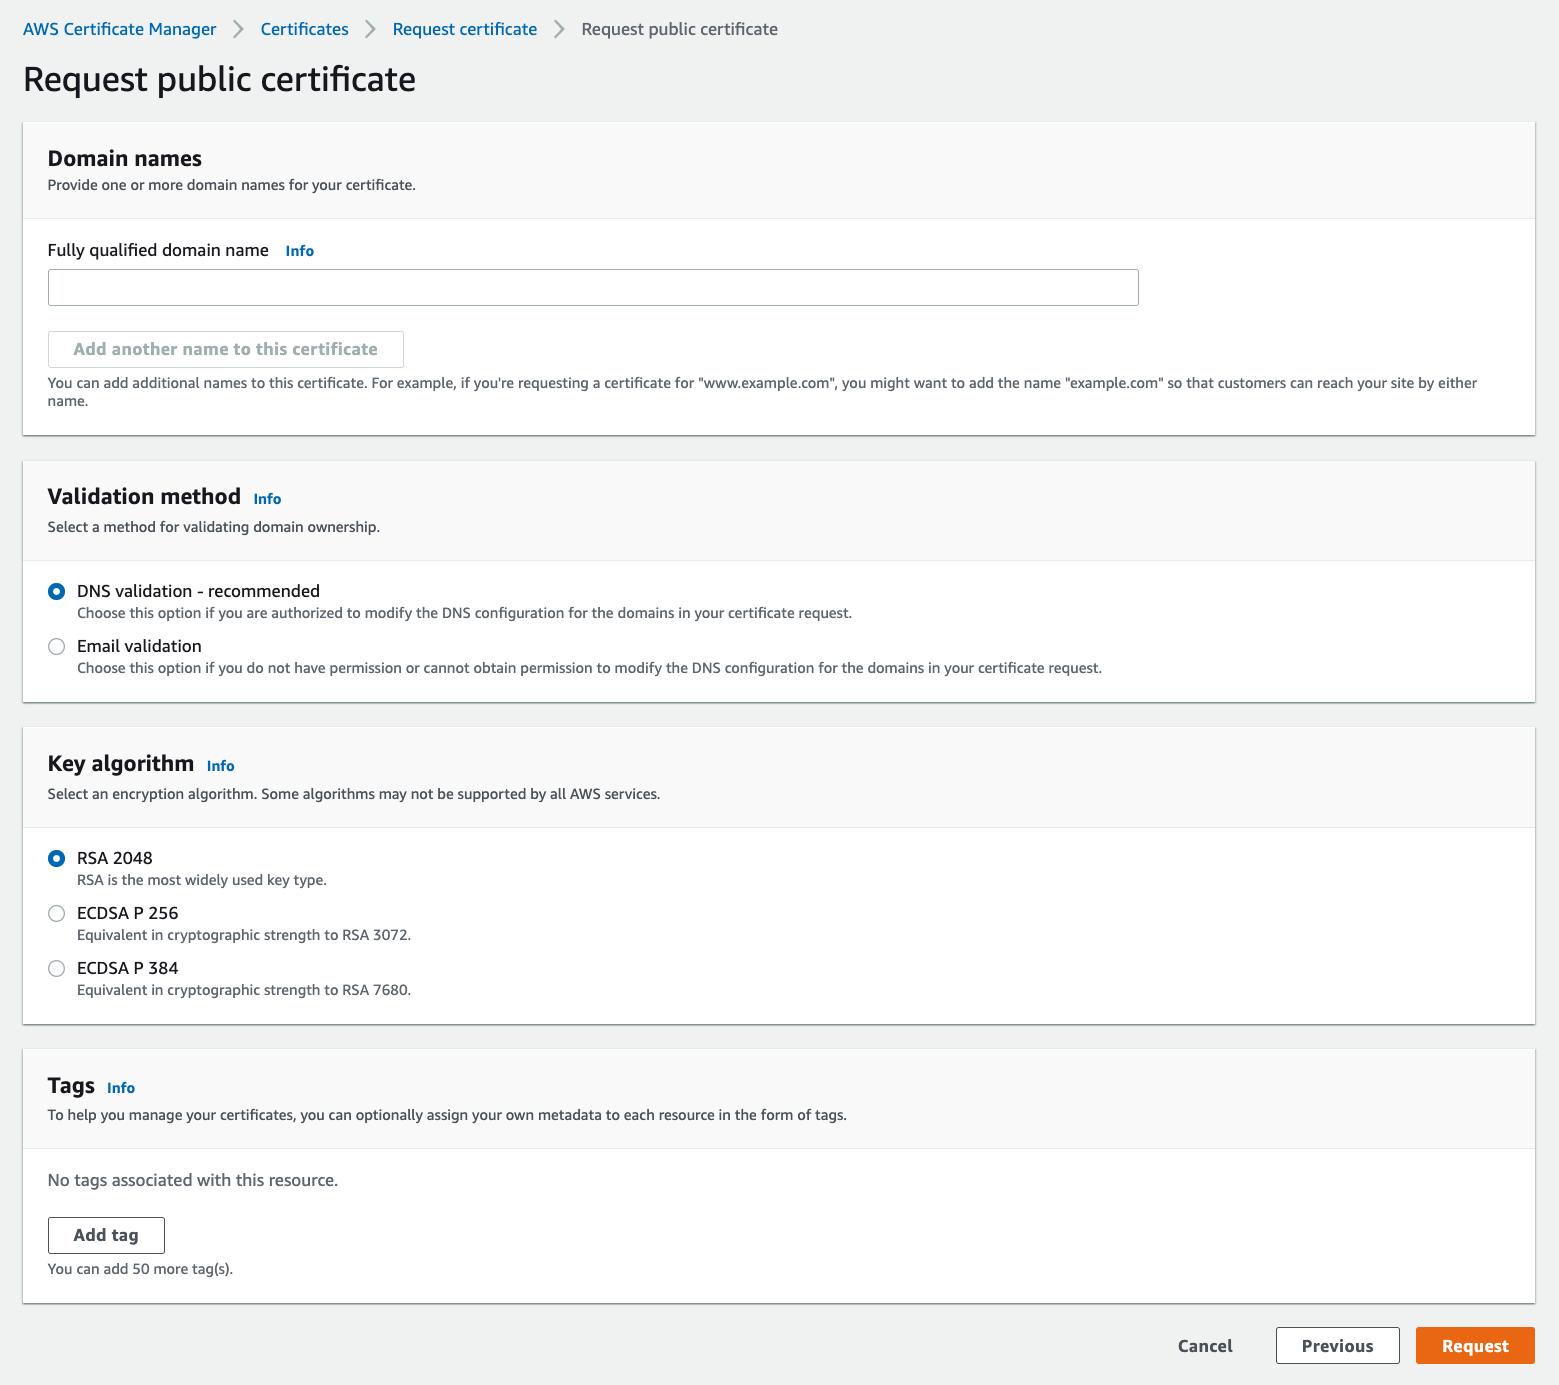 AWS Certificate Manager > Certificates > Request certificate > Request public certificate
Request public certificate
Domain names
Provide one or more domain names for your certificate.
Fully qualified domain name Info
Add another name to this certificate
You can add additional names to this certificate. For example, if you're requesting a certificate for "www.example.com", you might want to add the name "example.com" so that customers can reach your site by either
name.
Validation method Info
Select a method for validating domain ownership.
DNS validation - recommended
Choose this option if you are authorized to modify the DNS configuration for the domains in your certificate request.
Email validation
Choose this option if you do not have permission or cannot obtain permission to modify the DNS configuration for the domains in your certificate request.
Key algorithm Info
Select an encryption algorithm. Some algorithms may not be supported by all AWS services.
RSA 2048
RSA is the most widely used key type.
ECDSA P 256
Equivalent in cryptographic strength to RSA 3072.
ECDSA P 384
Equivalent in cryptographic strength to RSA 7680.
Tags Info
To help you manage your certificates, you can optionally assign your own metadata to each resource in the form of tags.
No tags associated with this resource.
Add tag
You can add 50 more tag(s).
Cancel Previous Request